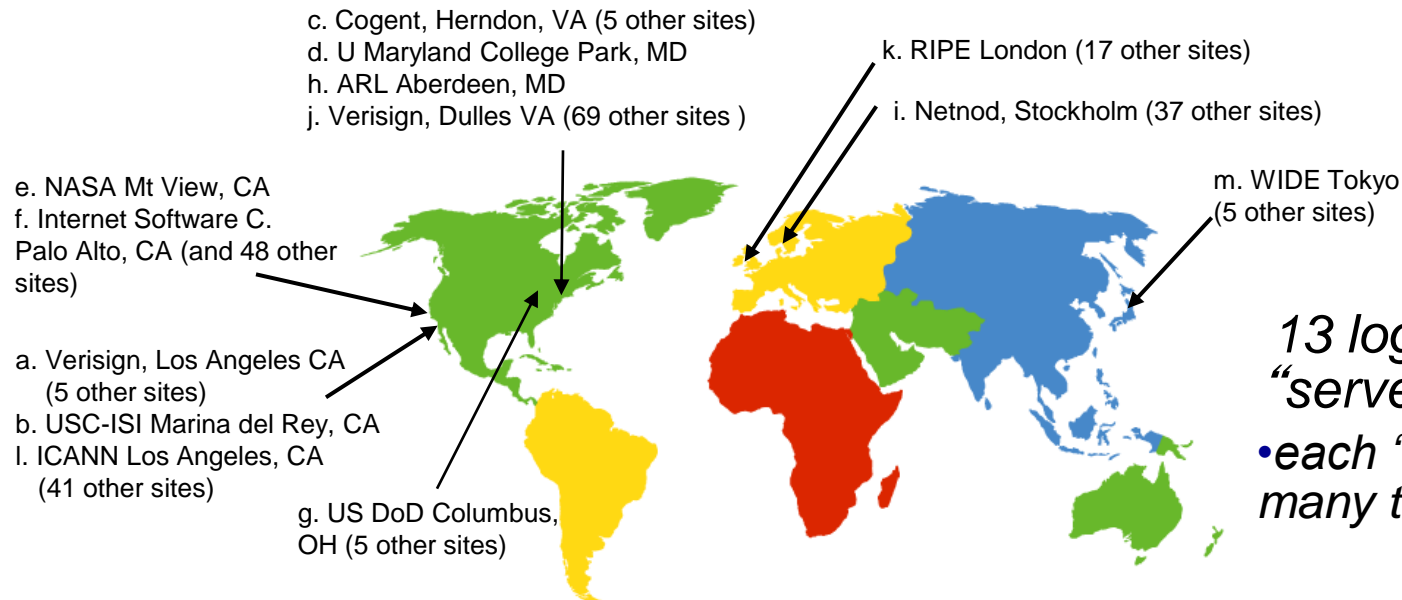 c. Cogent, Herndon, VA (5 other sites)
d. U Maryland College Park, MD
h. ARL Aberdeen, MD
j. Verisign, Dulles VA (69 other sites )
k. RIPE London (17 other sites)
i. Netnod, Stockholm (37 other sites)
m. WIDE Tokyo
(5 other sites)
e. NASA Mt View, CA
f. Internet Software C.
Palo Alto, CA (and 48 other
sites)
a. Verisign, Los Angeles CA
(5 other sites)
b. USC-ISI Marina del Rey, CA
l. ICANN Los Angeles, CA
(41 other sites)
g. US DoD Columbus,
OH (5 other sites)
13 log
“serve
•each “
many t